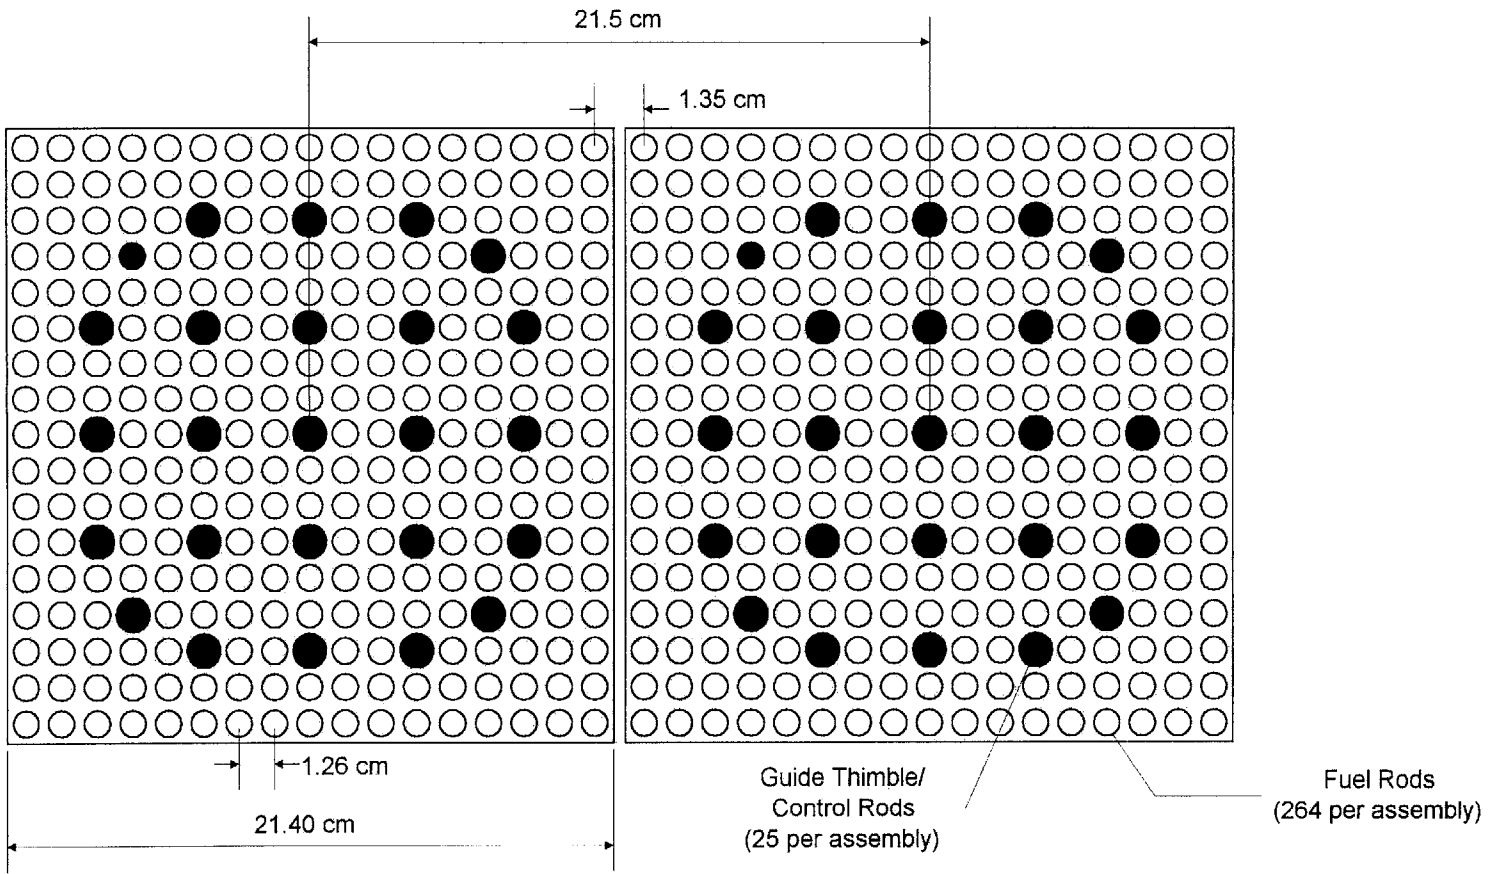 21.5 cm
1.35 cm
1.26 cm
21.40 cm
Guide Thimble/
Control Rods
(25 per assembly)
Fuel Rods
(264 per assembly)